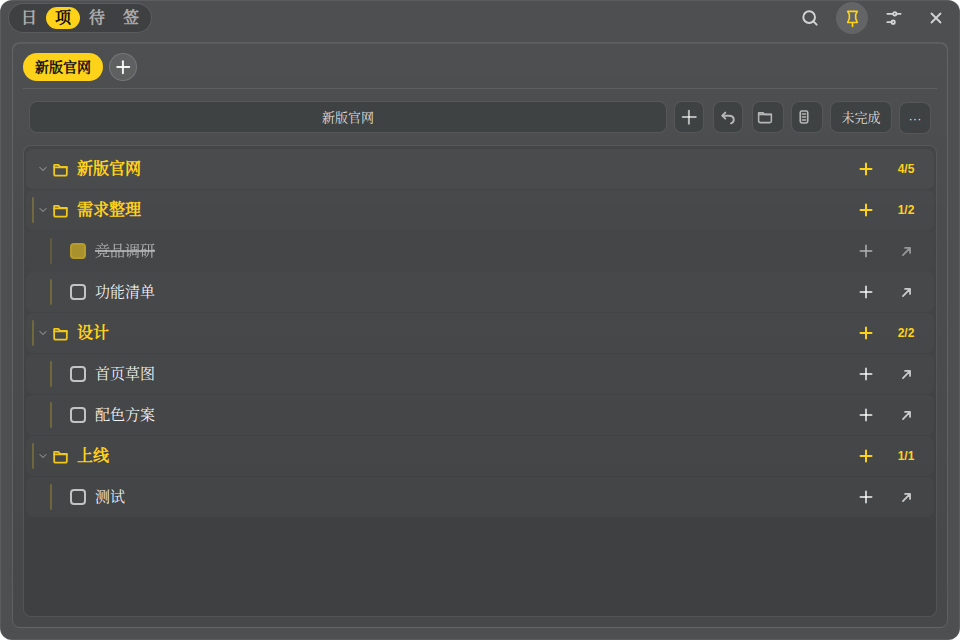 日 项 待 签
新版官网
新版官网 未完成 ...
新版官网 4/5
需求整理 1/2
竞品调研
功能清单
设计 2/2
首页草图
配色方案
上线 1/1
测试